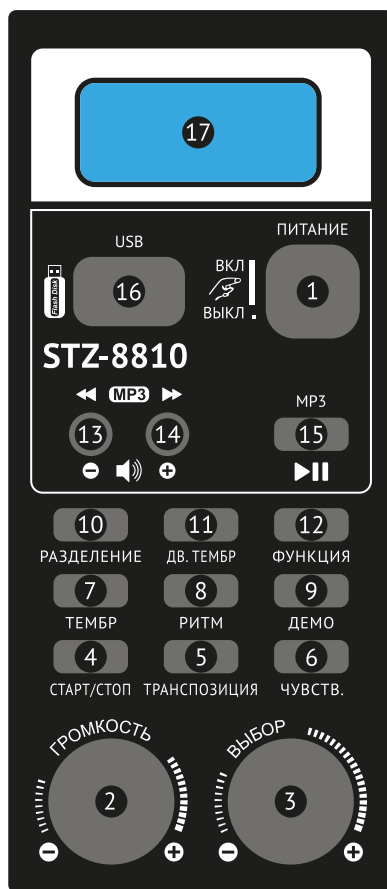 17
ПИТАНИЕ
USB
ВКЛ
Flash Disk
16
1
ВЫКЛ
STZ-8810
MP3
MP3
13
14
15
10
11
12
РАЗДЕЛЕНИЕ
ДВ. ТЕМБР
ФУНКЦИЯ
7
8
9
ТЕМБР
РИТМ
ДЕМО
4
5
6
СТАРТ/СТОП
ТРАНСПОЗИЦИЯ
ЧУВСТВ.
ГРОМКОСТЬ
ВЫБОР
2
3